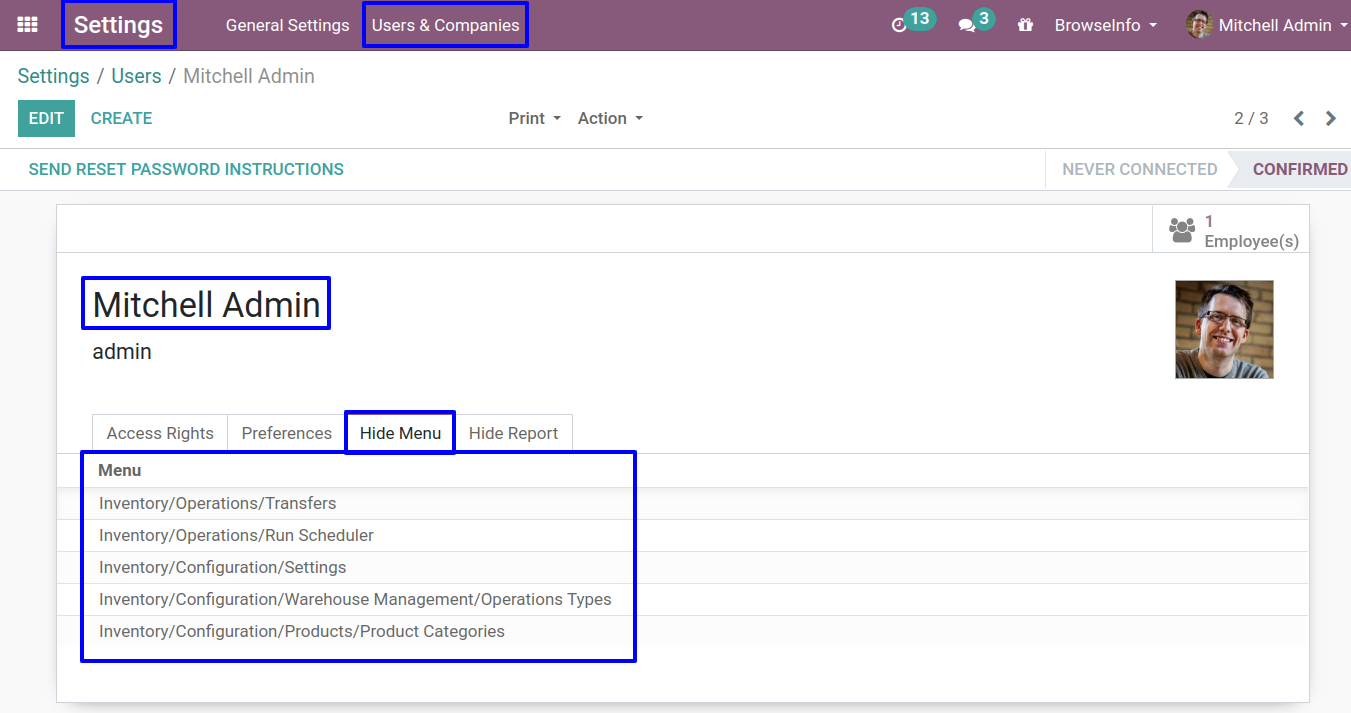 Settings General Settings Users & Companies 13 3 BrowseInfo Mitchell Admin
Settings / Users / Mitchell Admin
EDIT CREATE Print Action 2 / 3
SEND RESET PASSWORD INSTRUCTIONS NEVER CONNECTED CONFIRMED
1
Employee(s)
Mitchell Admin
admin
Access Rights Preferences Hide Menu Hide Report
Menu
Inventory/Operations/Transfers
Inventory/Operations/Run Scheduler
Inventory/Configuration/Settings
Inventory/Configuration/Warehouse Management/Operations Types
Inventory/Configuration/Products/Product Categories